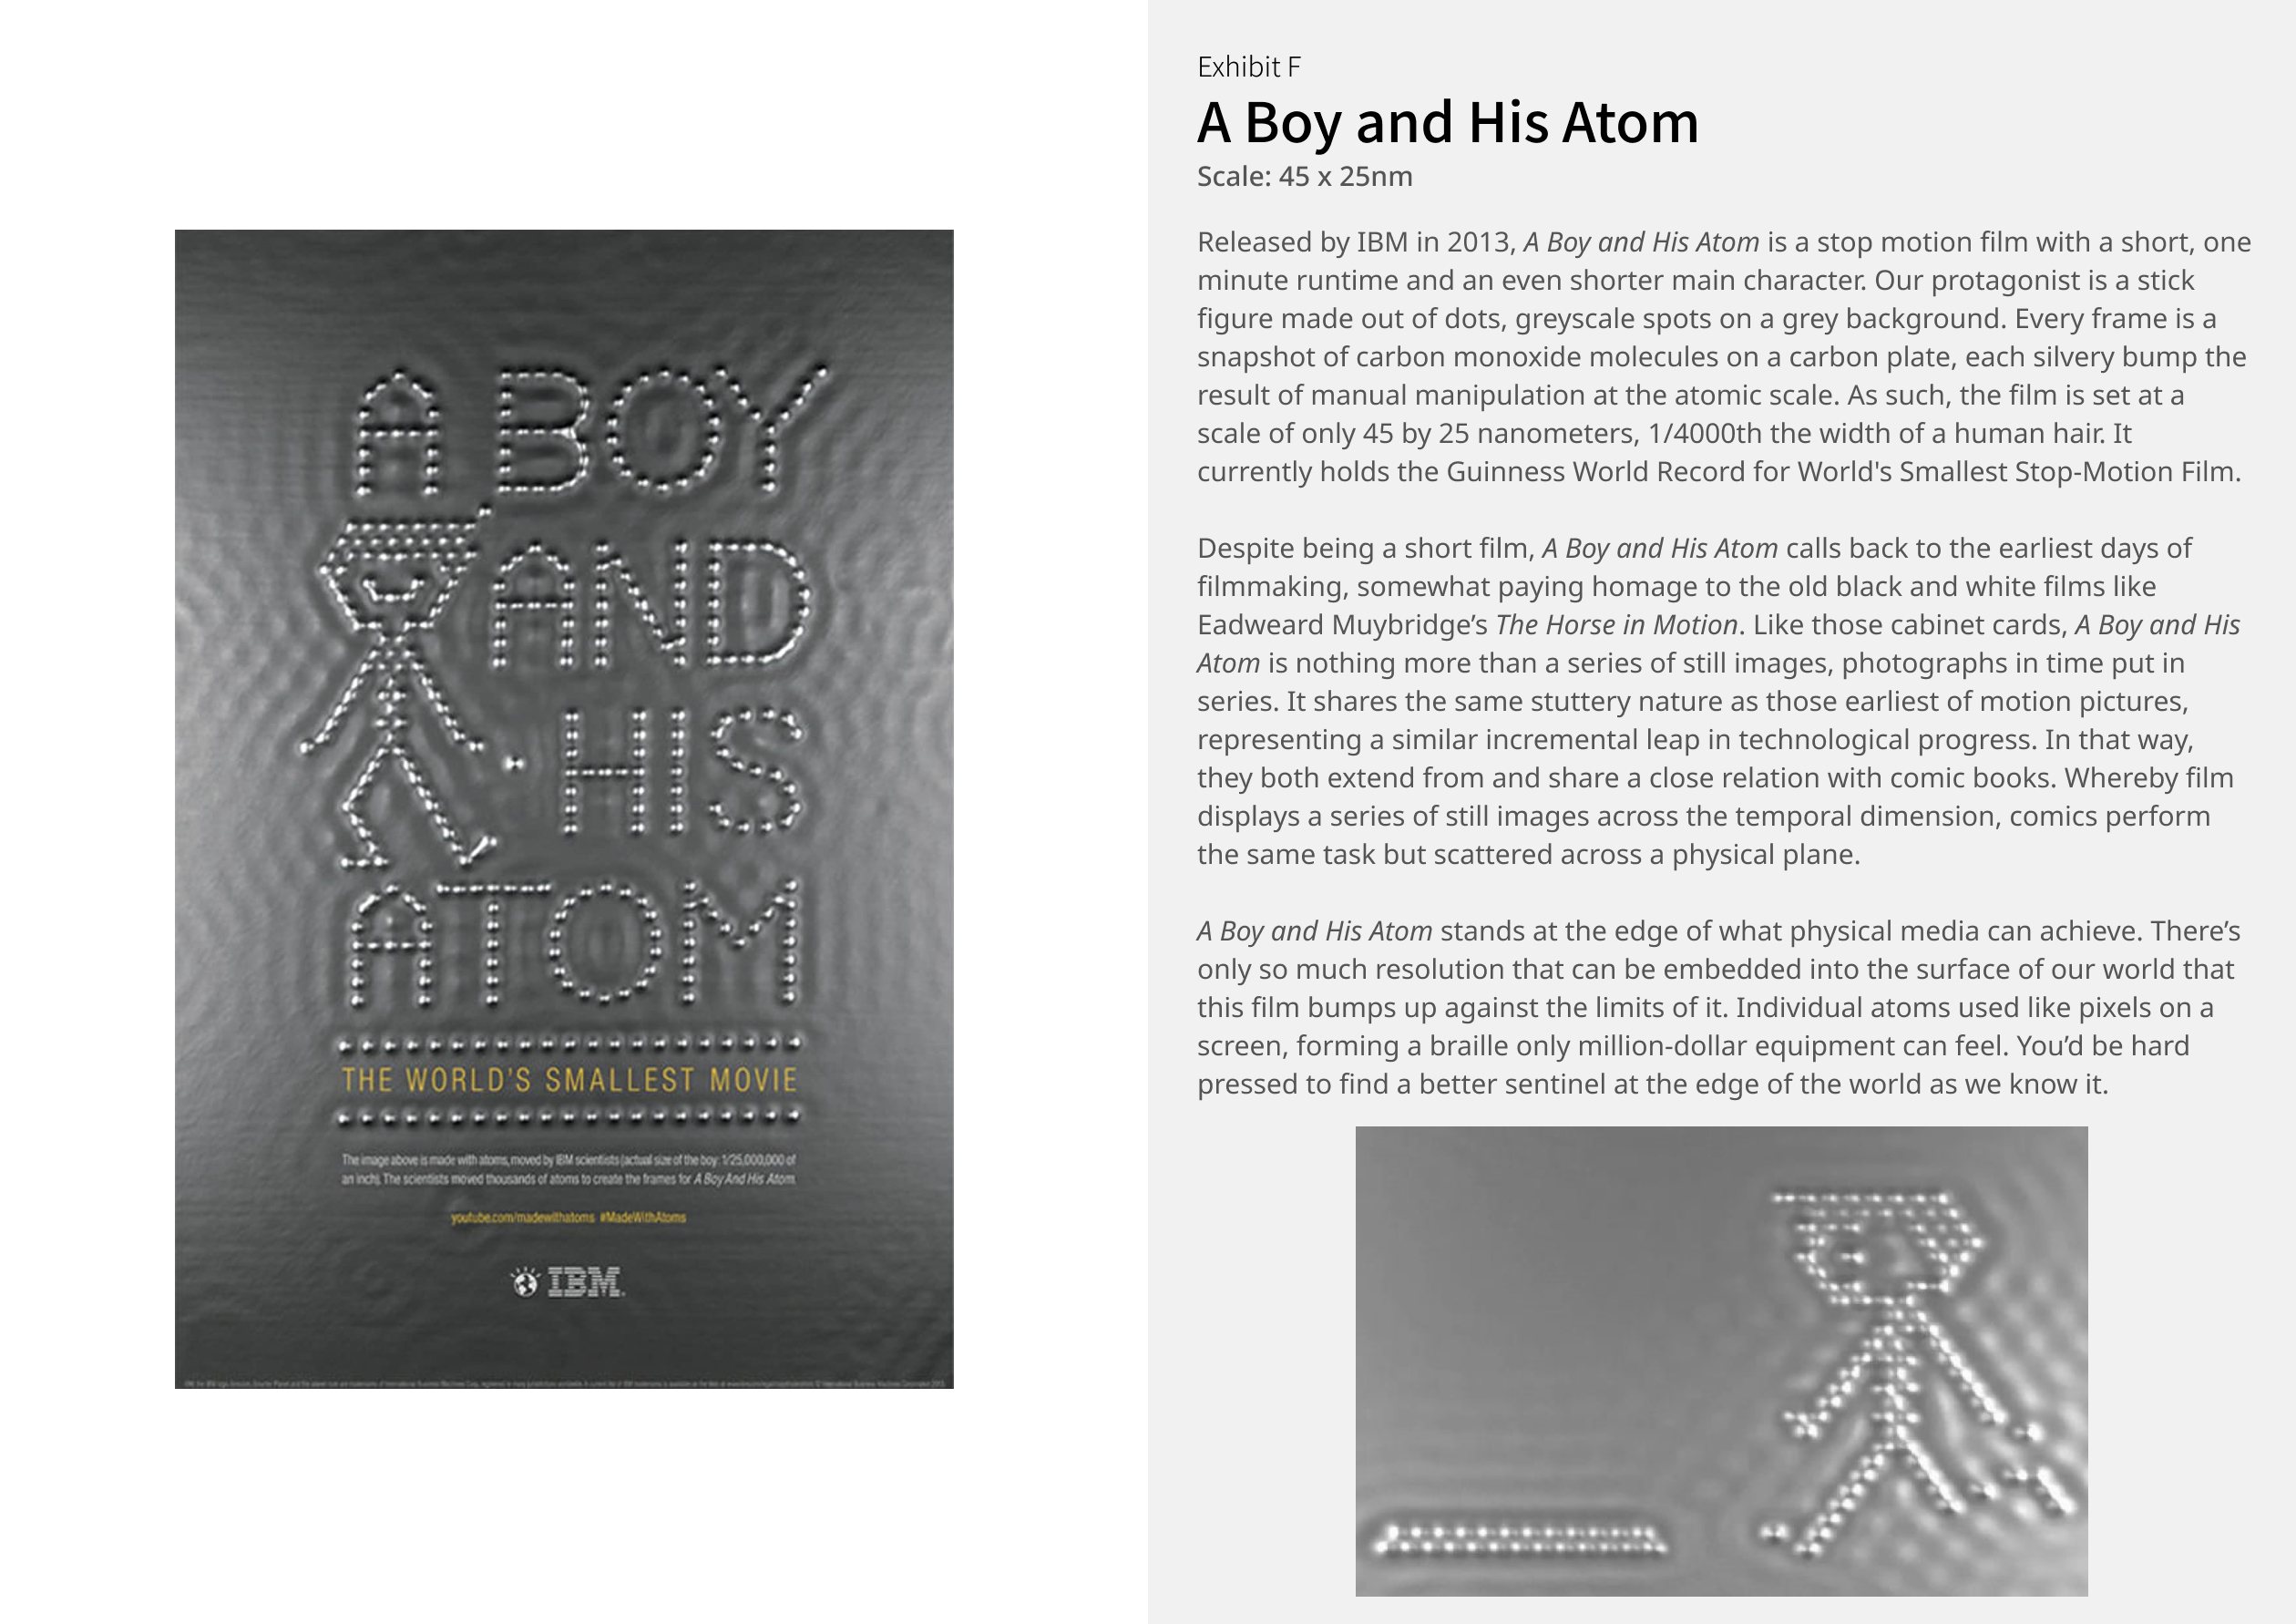 A BOY
AND
HIS
ATOM
THE WORLD'S SMALLEST MOVIE
The image above is made with atoms, moved by IBM scientists (actual size of the boy: 1/25,000,000 of
an inch). The scientists moved thousands of atoms to create the frames for A Boy And His Atom.
youtube.com/madewithatoms #MadeWithAtoms
IBM
Exhibit F
A Boy and His Atom
Scale: 45 x 25nm
Released by IBM in 2013, A Boy and His Atom is a stop motion film with a short, one
minute runtime and an even shorter main character. Our protagonist is a stick
figure made out of dots, greyscale spots on a grey background. Every frame is a
snapshot of carbon monoxide molecules on a carbon plate, each silvery bump the
result of manual manipulation at the atomic scale. As such, the film is set at a
scale of only 45 by 25 nanometers, 1/4000th the width of a human hair. It
currently holds the Guinness World Record for World's Smallest Stop-Motion Film.
Despite being a short film, A Boy and His Atom calls back to the earliest days of
filmmaking, somewhat paying homage to the old black and white films like
Eadweard Muybridge’s The Horse in Motion. Like those cabinet cards, A Boy and His
Atom is nothing more than a series of still images, photographs in time put in
series. It shares the same stuttery nature as those earliest of motion pictures,
representing a similar incremental leap in technological progress. In that way,
they both extend from and share a close relation with comic books. Whereby film
displays a series of still images across the temporal dimension, comics perform
the same task but scattered across a physical plane.
A Boy and His Atom stands at the edge of what physical media can achieve. There’s
only so much resolution that can be embedded into the surface of our world that
this film bumps up against the limits of it. Individual atoms used like pixels on a
screen, forming a braille only million-dollar equipment can feel. You’d be hard
pressed to find a better sentinel at the edge of the world as we know it.